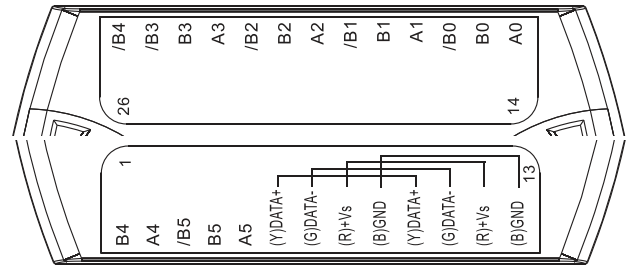 /B4
/B3
B3
A3
/B2
B2
A2
/B1
B1
A1
/B0
B0
A0
26
14
1
13
B4
A4
/B5
B5
A5
(Y)DATA+
(G)DATA-
(R)+Vs
(B)GND
(Y)DATA+
(G)DATA-
(R)+Vs
(B)GND